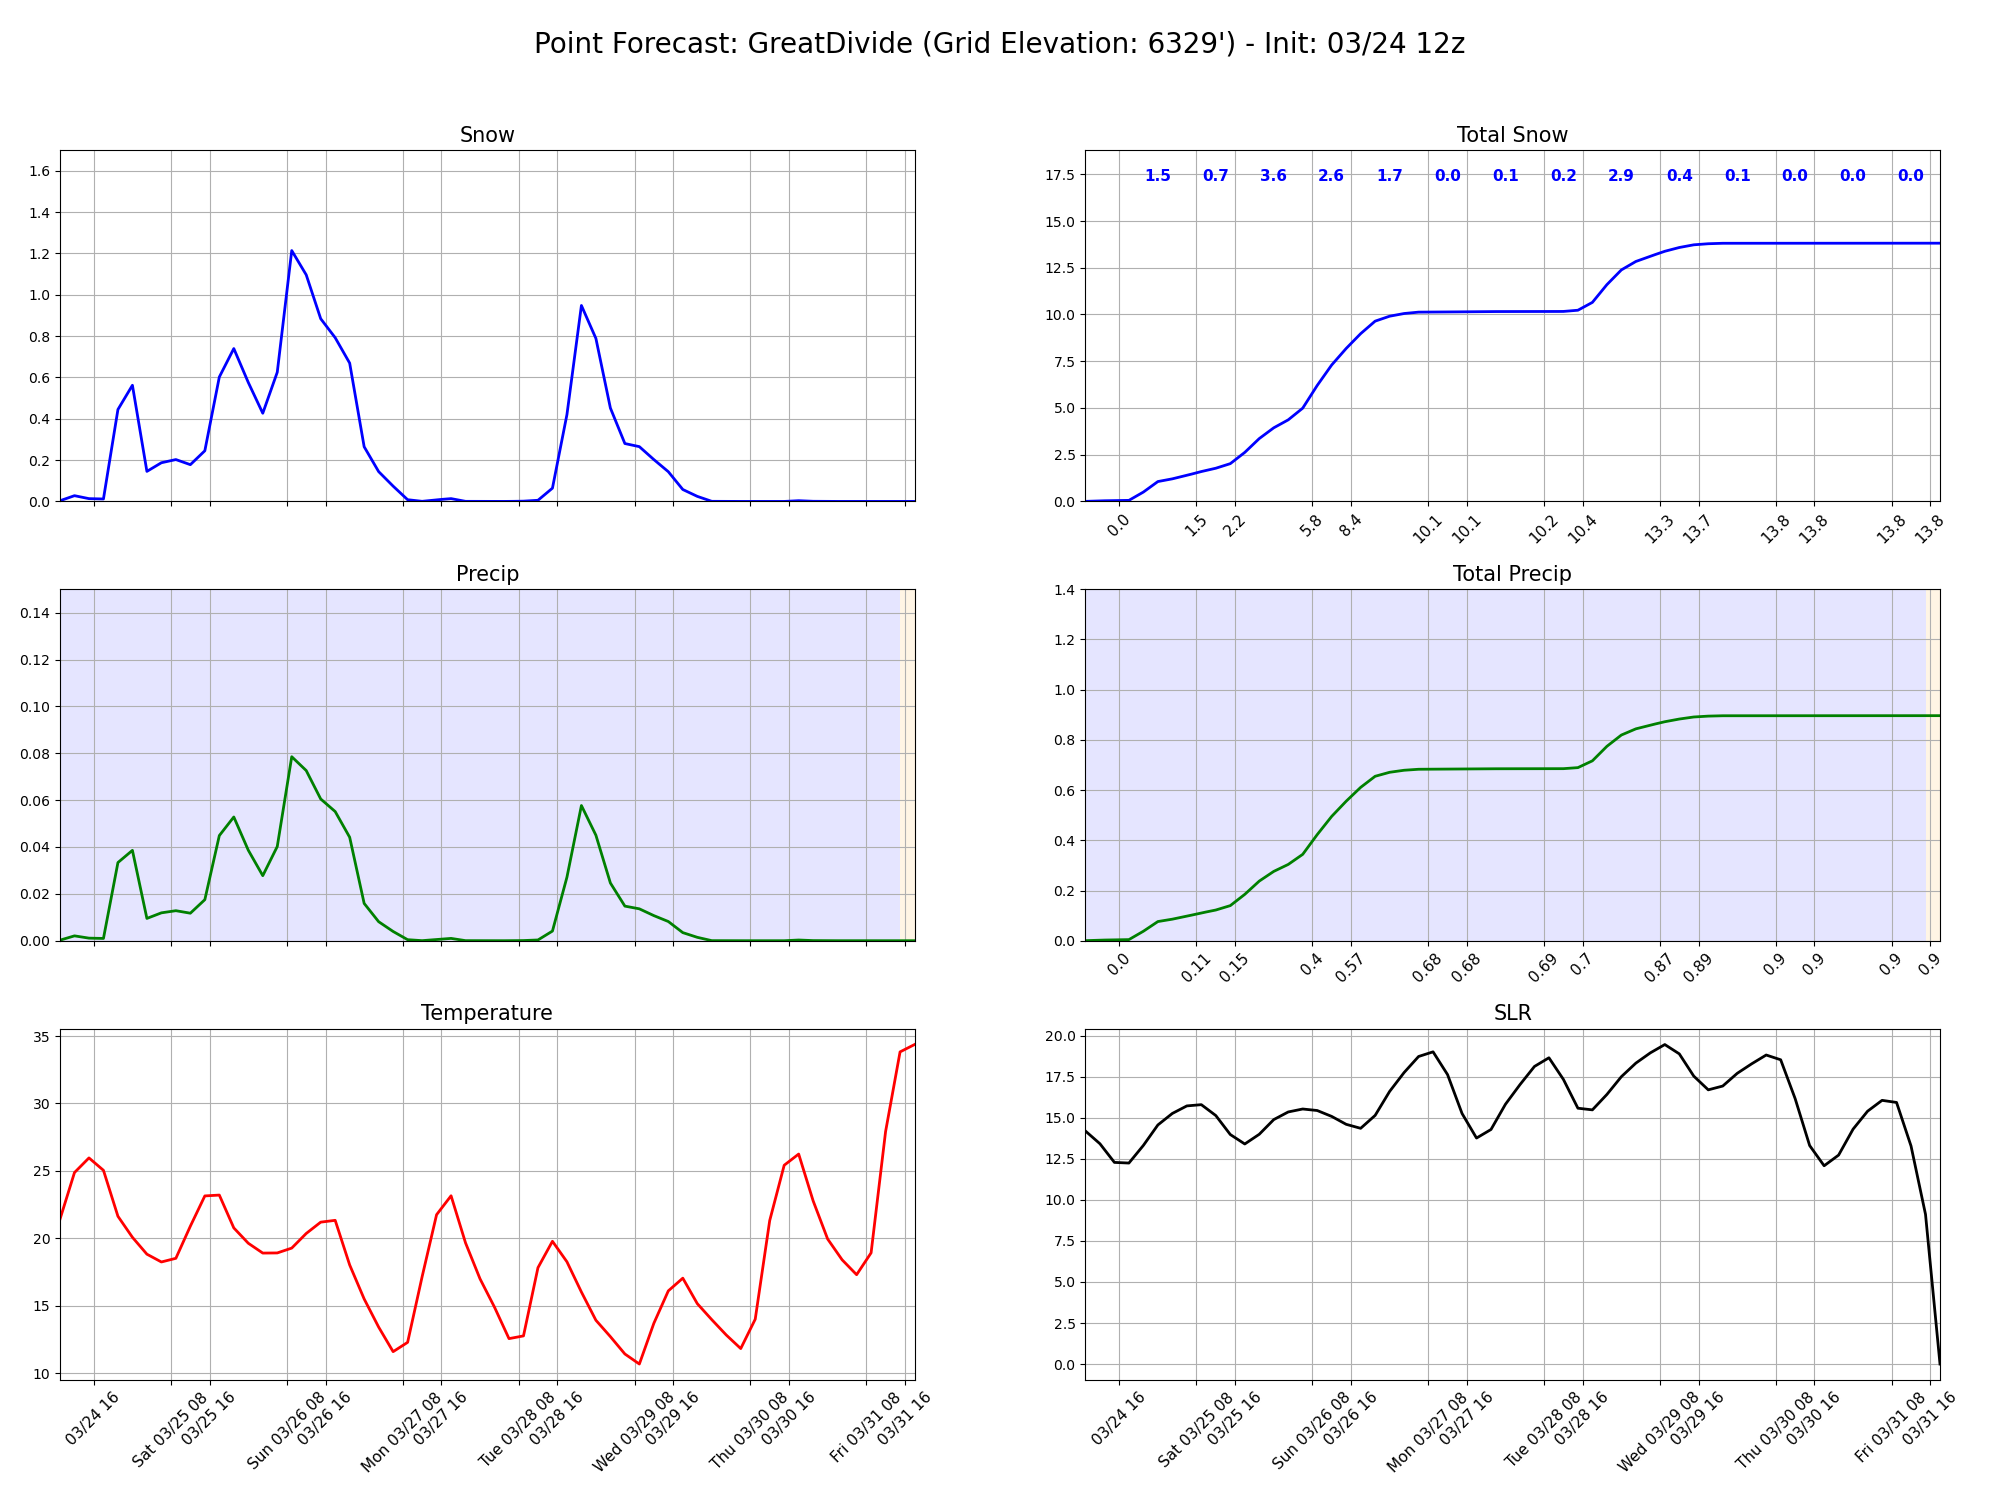 Point Forecast: GreatDivide (Grid Elevation: 6329') - Init: 03/24 12z
Snow
1.6
1.4
1.2
1.0
0.8
0.6
0.4
0.2
0.0
Total Snow
17.5
15.0
12.5
10.0
7.5
5.0
2.5
0.0
1.5 0.7 3.6 2.6 1.7 0.0 0.1 0.2 2.9 0.4 0.1 0.0 0.0 0.0
0.0 1.5 2.2 5.8 8.4 10.1 10.1 10.2 10.4 13.3 13.7 13.8 13.8 13.8 13.8
Precip
0.14
0.12
0.10
0.08
0.06
0.04
0.02
0.00
Total Precip
1.4
1.2
1.0
0.8
0.6
0.4
0.2
0.0
0.0 0.11 0.15 0.4 0.57 0.68 0.68 0.69 0.7 0.87 0.89 0.9 0.9 0.9 0.9
Temperature
35
30
25
20
15
10
03/24 16
Sat 03/25 08
03/25 16
Sun 03/26 08
03/26 16
Mon 03/27 08
03/27 16
Tue 03/28 08
03/28 16
Wed 03/29 08
03/29 16
Thu 03/30 08
03/30 16
Fri 03/31 08
03/31 16
SLR
20.0
17.5
15.0
12.5
10.0
7.5
5.0
2.5
0.0
03/24 16
Sat 03/25 08
03/25 16
Sun 03/26 08
03/26 16
Mon 03/27 08
03/27 16
Tue 03/28 08
03/28 16
Wed 03/29 08
03/29 16
Thu 03/30 08
03/30 16
Fri 03/31 08
03/31 16